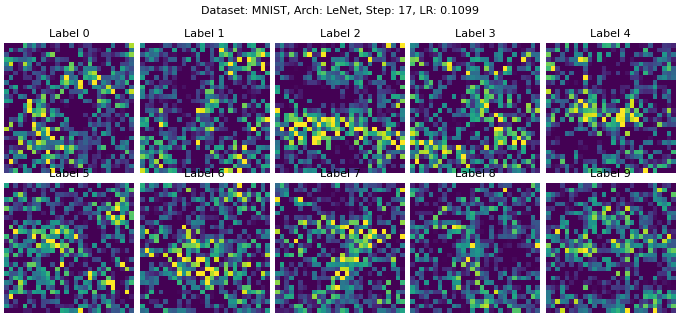 Dataset: MNIST, Arch: LeNet, Step: 17, LR: 0.1099
Label 0 Label 1 Label 2 Label 3 Label 4
Label 5 Label 6 Label 7 Label 8 Label 9